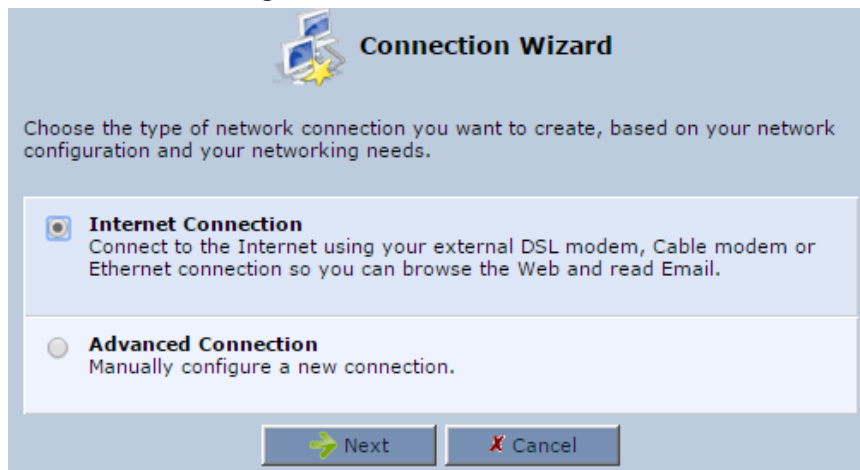 Connection Wizard
Choose the type of network connection you want to create, based on your network
configuration and your networking needs.
Internet Connection
Connect to the Internet using your external DSL modem, Cable modem or
Ethernet connection so you can browse the Web and read Email.
Advanced Connection
Manually configure a new connection.
Next
Cancel